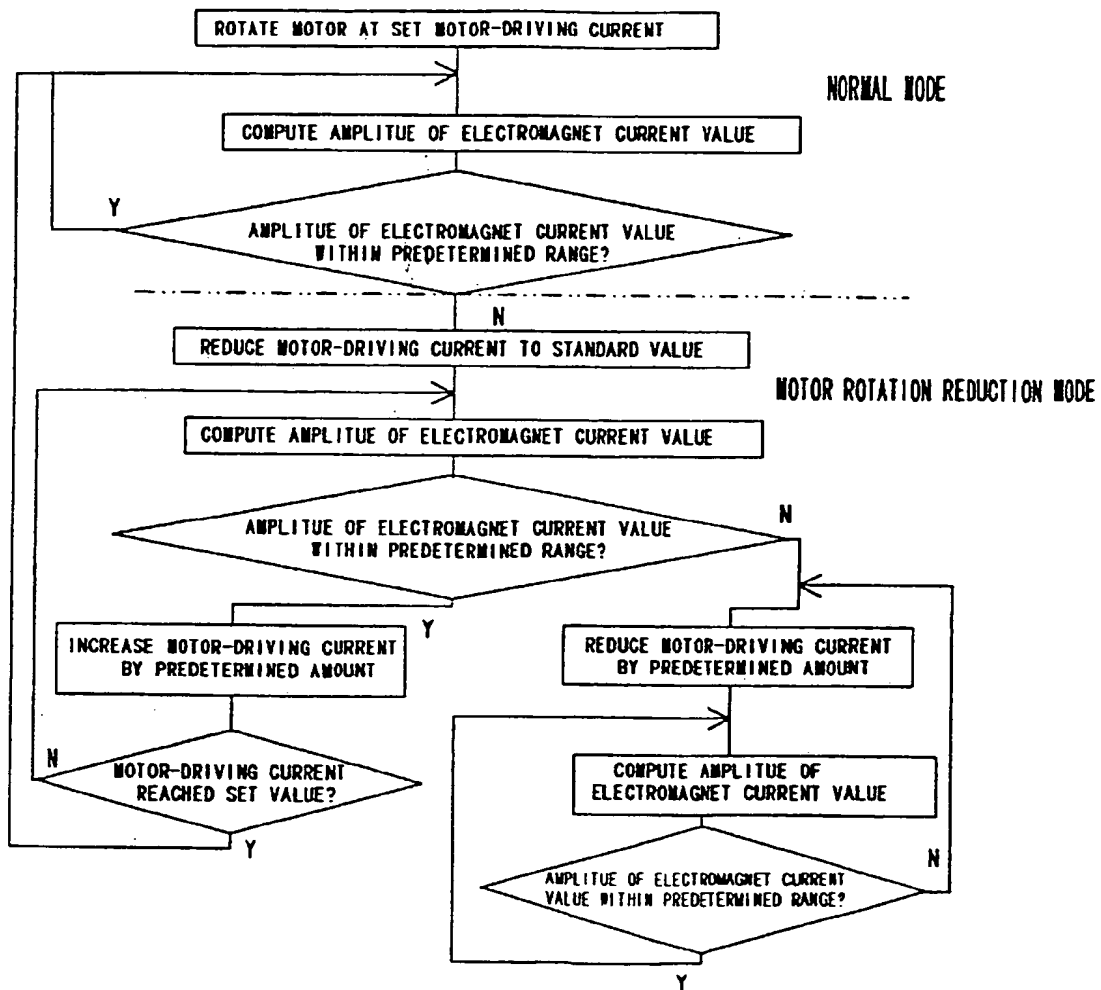 ROTATE MOTOR AT SET MOTOR-DRIVING CURRENT
NORMAL MODE
COMPUTE AMPLITUE OF ELECTROMAGNET CURRENT VALUE
Y
AMPLITUE OF ELECTROMAGNET CURRENT VALUE
WITHIN PREDETERMINED RANGE?
N
REDUCE MOTOR-DRIVING CURRENT TO STANDARD VALUE
MOTOR ROTATION REDUCTION MODE
COMPUTE AMPLITUE OF ELECTROMAGNET CURRENT VALUE
AMPLITUE OF ELECTROMAGNET CURRENT VALUE
WITHIN PREDETERMINED RANGE?
N
Y
INCREASE MOTOR-DRIVING CURRENT
BY PREDETERMINED AMOUNT
REDUCE MOTOR-DRIVING CURRENT
BY PREDETERMINED AMOUNT
N
MOTOR-DRIVING CURRENT
REACHED SET VALUE?
Y
COMPUTE AMPLITUE OF
ELECTROMAGNET CURRENT VALUE
N
AMPLITUE OF ELECTROMAGNET CURRENT
VALUE WITHIN PREDETERMINED RANGE?
Y